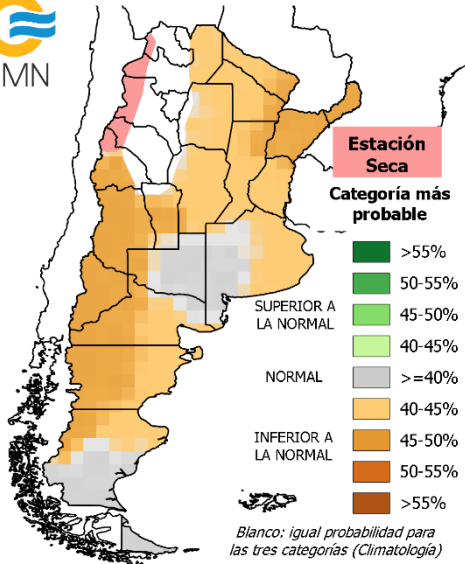 MN
Estación
Seca
Categoría más
probable
>55%
50-55%
45-50%
SUPERIOR A
LA NORMAL
40-45%
NORMAL
>=40%
40-45%
INFERIOR A
LA NORMAL
45-50%
50-55%
>55%
Blanco: igual probabilidad para
las tres categorías (Climatología)